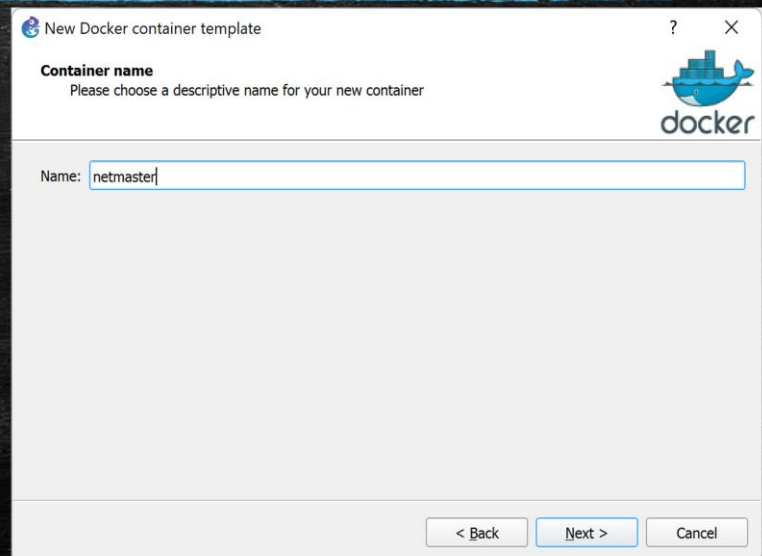 New Docker container template
?
Container name
Please choose a descriptive name for your new container
docker
Name: netmaster
< Back
Next >
Cancel